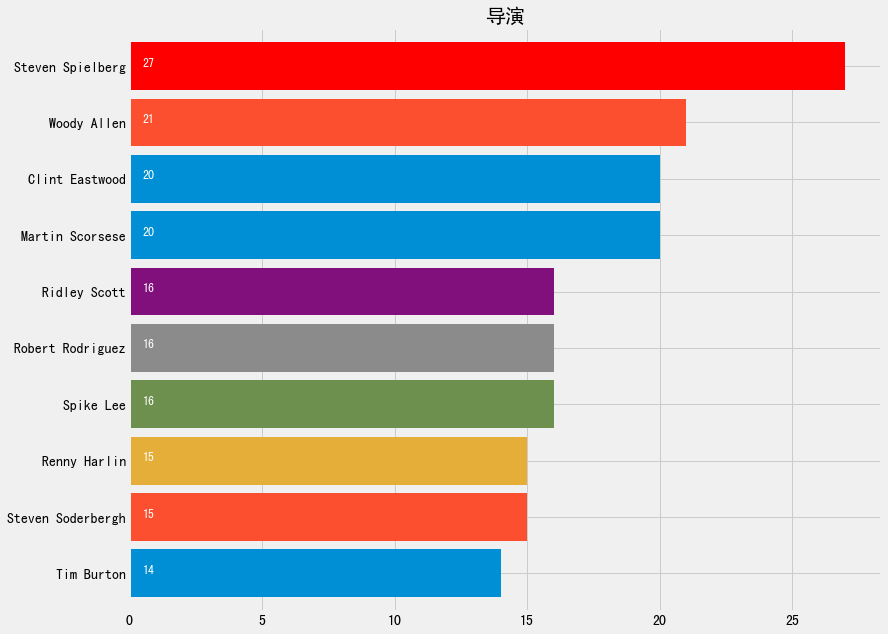 导演
Steven Spielberg 27
Woody Allen 21
Clint Eastwood 20
Martin Scorsese 20
Ridley Scott 16
Robert Rodriguez 16
Spike Lee 16
Renny Harlin 15
Steven Soderbergh 15
Tim Burton 14
0 5 10 15 20 25